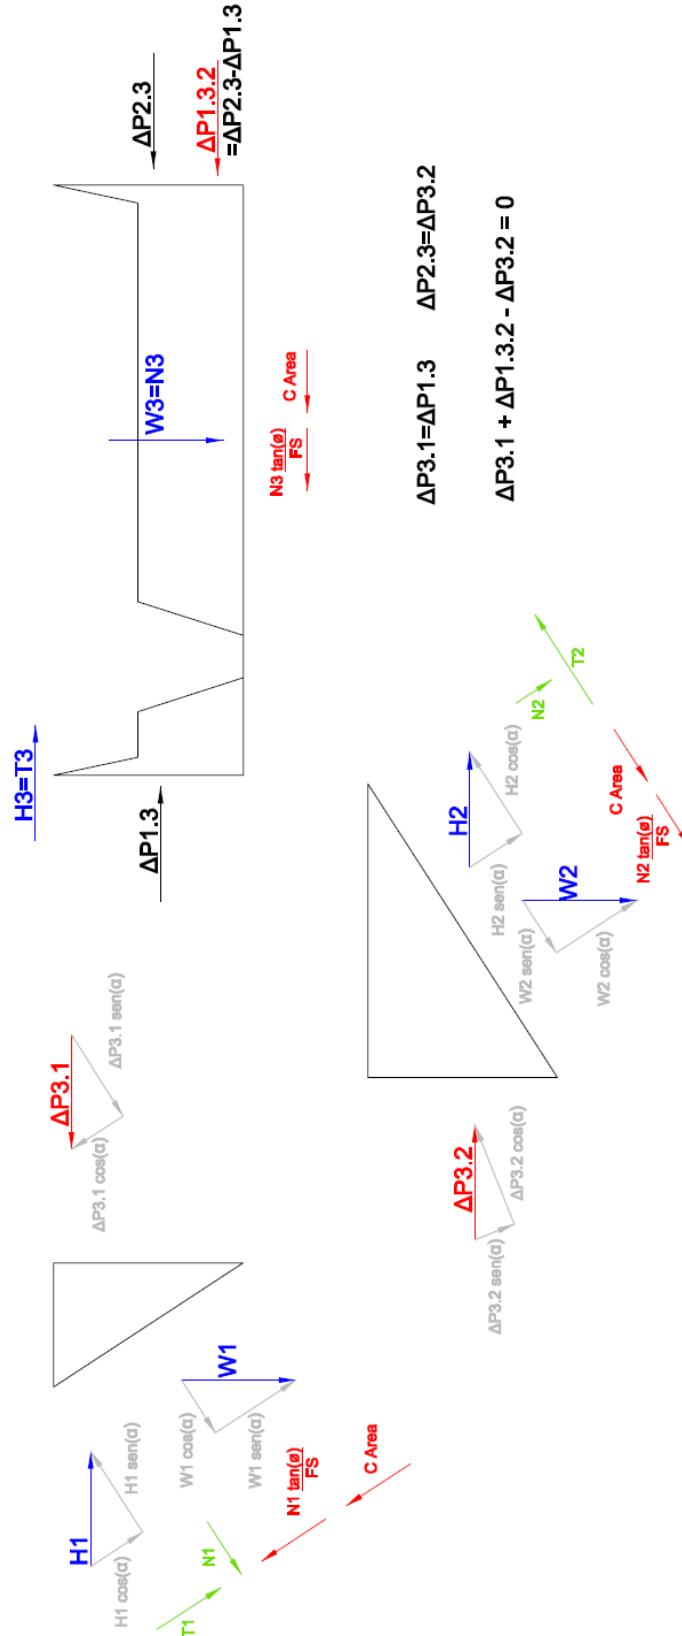 H1
H1 cos(α)
H1 sen(α)
T1
N1
W1
W1 cos(α)
W1 sen(α)
N1 tan(ø)
FS
C Area
ΔP3.1
ΔP3.1 cos(α)
ΔP3.1 sen(α)
H3=T3
ΔP1.3
W3=N3
N3 tan(ø)
FS
C Area
ΔP2.3
ΔP1.3.2
=ΔP2.3-ΔP1.3
ΔP3.2
ΔP3.2 sen(α)
ΔP3.2 cos(α)
H2
H2 sen(α)
H2 cos(α)
W2
W2 sen(α)
W2 cos(α)
N2
T2
C Area
N2 tan(ø)
FS
ΔP3.1=ΔP1.3 ΔP2.3=ΔP3.2
ΔP3.1 + ΔP1.3.2 - ΔP3.2 = 0